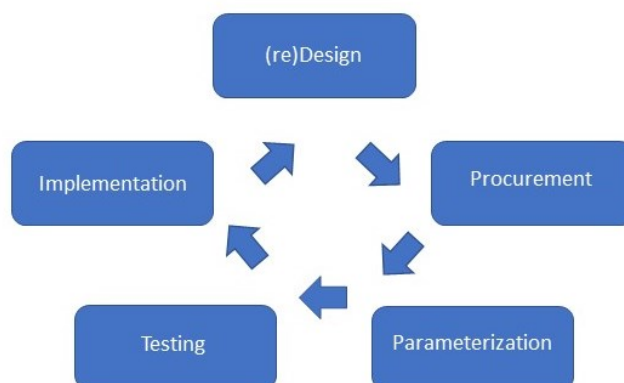 (re)Design
Implementation
Procurement
Testing
Parameterization